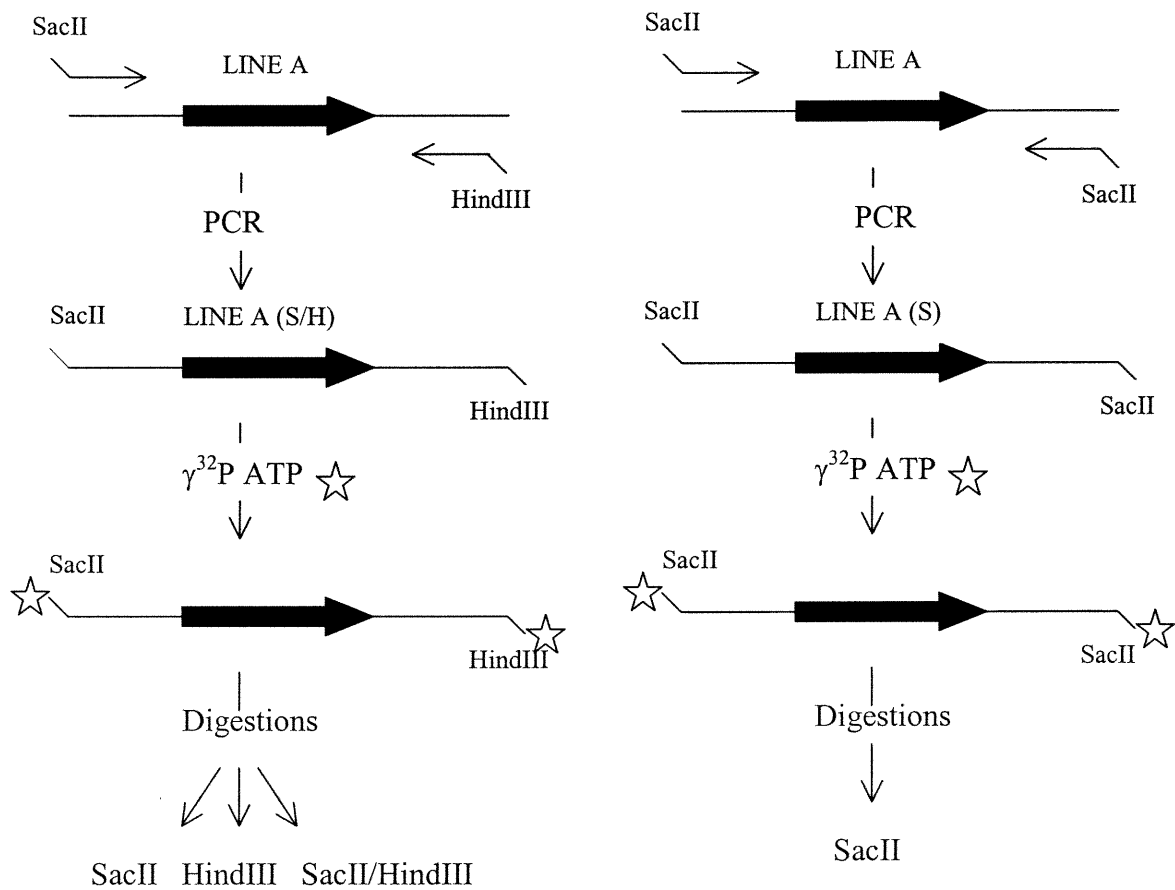 SacII
LINE A
HindIII
PCR
SacII
LINE A (S/H)
HindIII
γ³²P ATP
SacII
HindIII
Digestions
SacII HindIII SacII/HindIII
SacII
LINE A
SacII
PCR
SacII
LINE A (S)
SacII
γ³²P ATP
SacII
SacII
Digestions
SacII